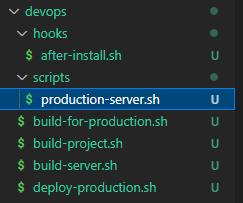 devops
hooks
$ after-install.sh U
scripts
$ production-server.sh U
$ build-for-production.sh U
$ build-project.sh U
$ build-server.sh U
$ deploy-production.sh U